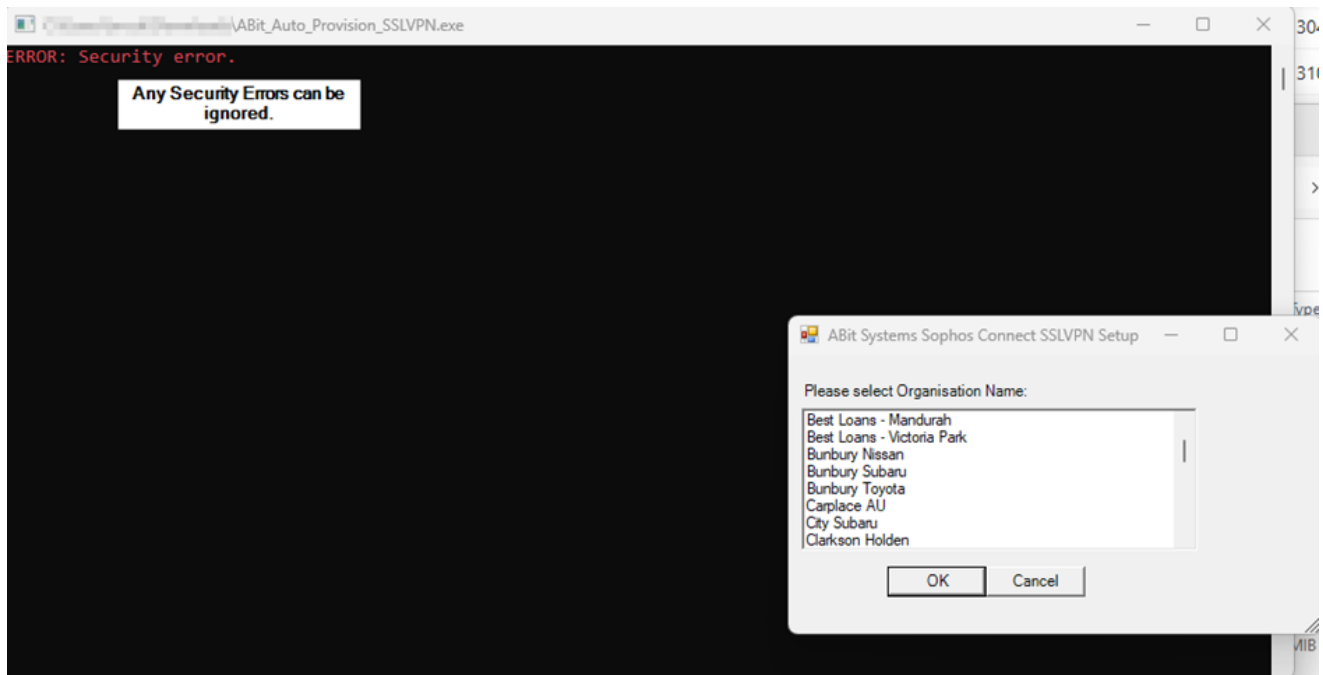 \ABit_Auto_Provision_SSLVPN.exe
ERROR: Security error.
Any Security Errors can be
ignored.
ABit Systems Sophos Connect SSLVPN Setup
Please select Organisation Name:
Best Loans - Mandurah
Best Loans - Victoria Park
Bunbury Nissan
Bunbury Subaru
Bunbury Toyota
Carplace AU
City Subaru
Clarkson Holden
OK Cancel
MIB